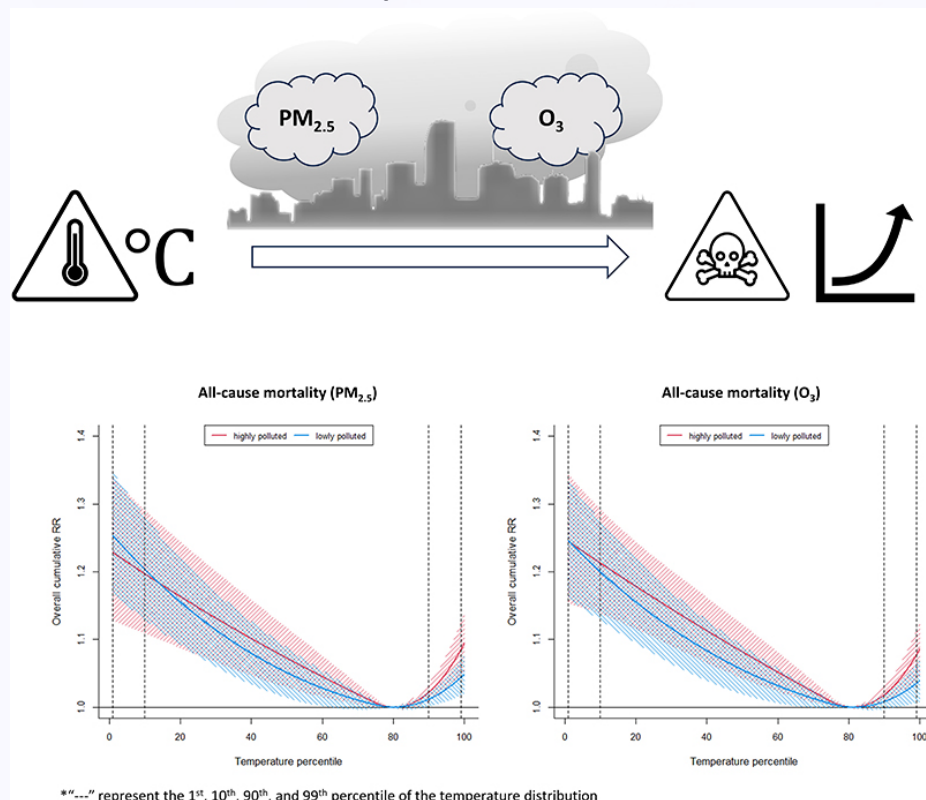 PM2.5
O3
°C
All-cause mortality (PM2.5)
All-cause mortality (O3)
highly polluted lowly polluted
highly polluted lowly polluted
Overall cumulative RR
1.4
1.3
1.2
1.1
1.0
0 20 40 60 80 100
Temperature percentile
Overall cumulative RR
1.4
1.3
1.2
1.1
1.0
0 20 40 60 80 100
Temperature percentile
*"---" represent the 1st, 10th, 90th, and 99th percentile of the temperature distribution